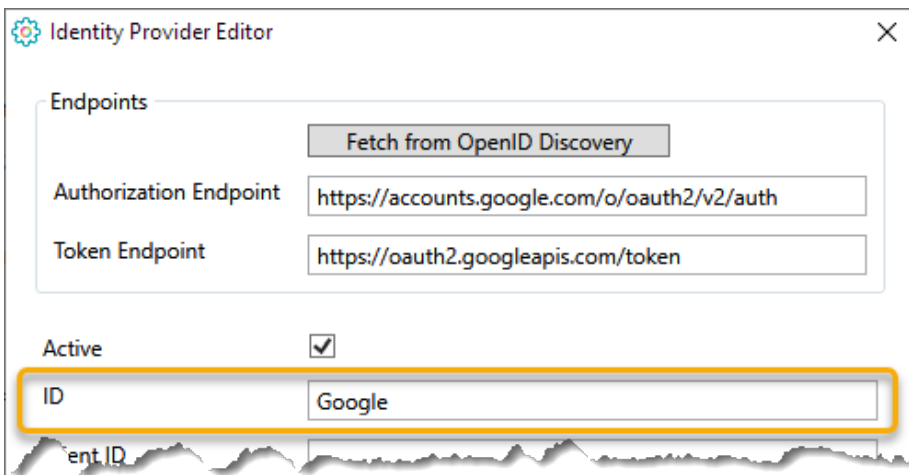 Identity Provider Editor
Endpoints
Fetch from OpenID Discovery
Authorization Endpoint https://accounts.google.com/o/oauth2/v2/auth
Token Endpoint https://oauth2.googleapis.com/token
Active
ID Google
ID